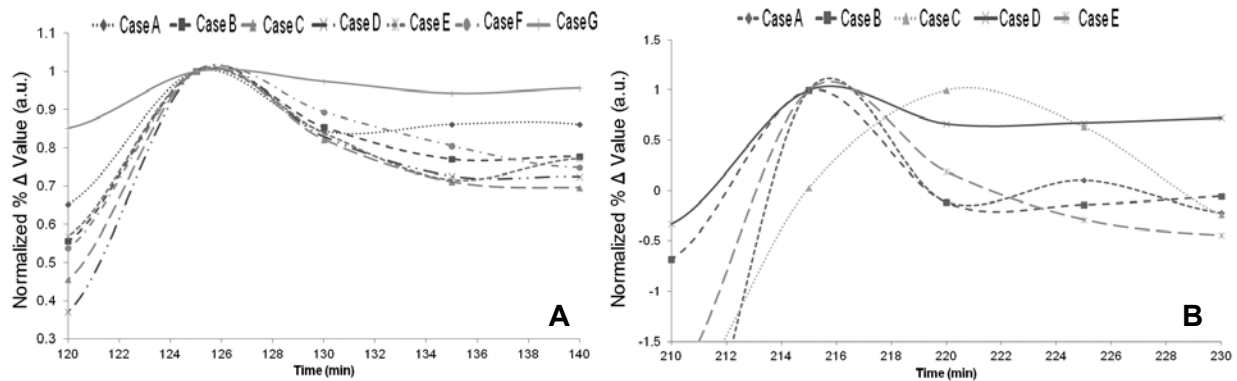 Case A Case B Case C Case D Case E Case F Case G
Normalized % Δ Value (a.u.)
1.1
1
0.9
0.8
0.7
0.6
0.5
0.4
0.3
120 122 124 126 128 130 132 134 136 138 140
Time (min)
A
Case A Case B Case C Case D Case E
Normalized % Δ Value (a.u.)
1.5
1
0.5
0
-0.5
-1
-1.5
210 212 214 216 218 220 222 224 226 228 230
Time (min)
B